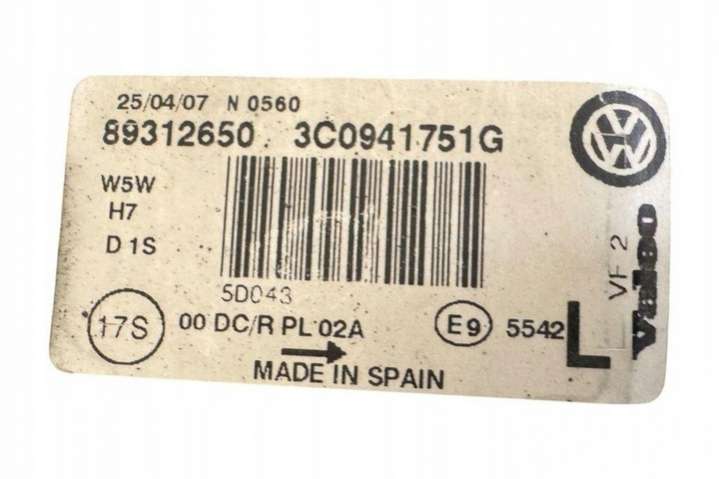 25/04/07 N 0560
89312650 3C0941751G
W5W
H7
D 1S
5D043
17S 00 DC/R PL 02A E9 5542 L
MADE IN SPAIN
VF 2
Valeo
VW